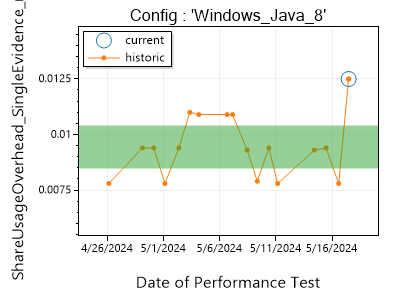 Config : 'Windows_Java_8'
current
historic
0.0125
0.01
0.0075
ShareUsageOverhead_SingleEvidence_
4/26/2024
5/1/2024
5/6/2024
5/11/2024
5/16/2024
Date of Performance Test